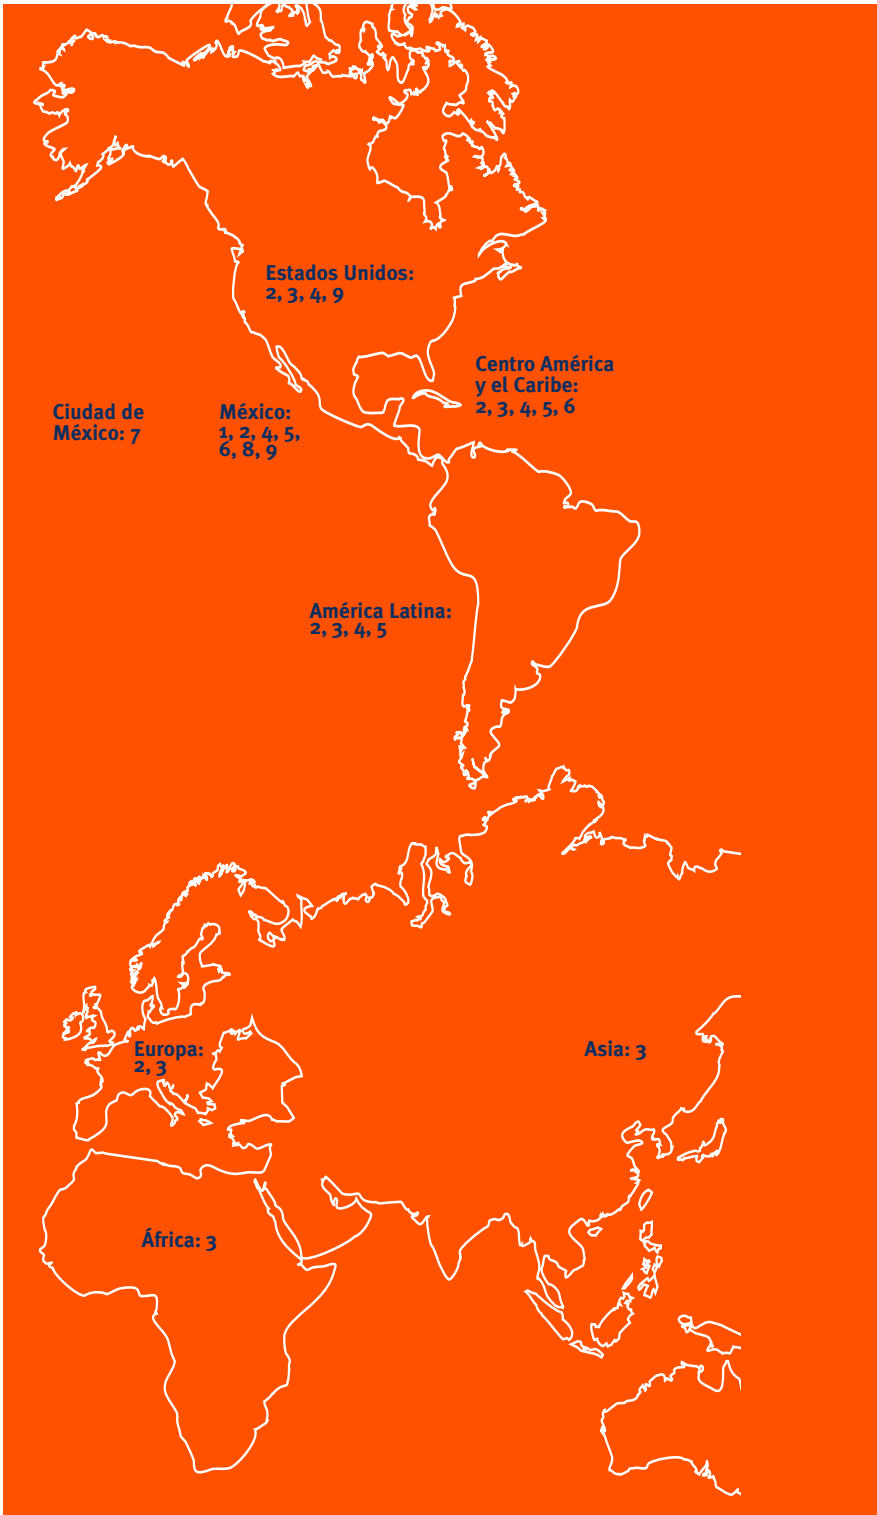 Estados Unidos:
2, 3, 4, 9
Centro América
y el Caribe:
2, 3, 4, 5, 6
Ciudad de
México: 7
México:
1, 2, 4, 5,
6, 8, 9
América Latina:
2, 3, 4, 5
Europa:
2, 3
Asia: 3
África: 3